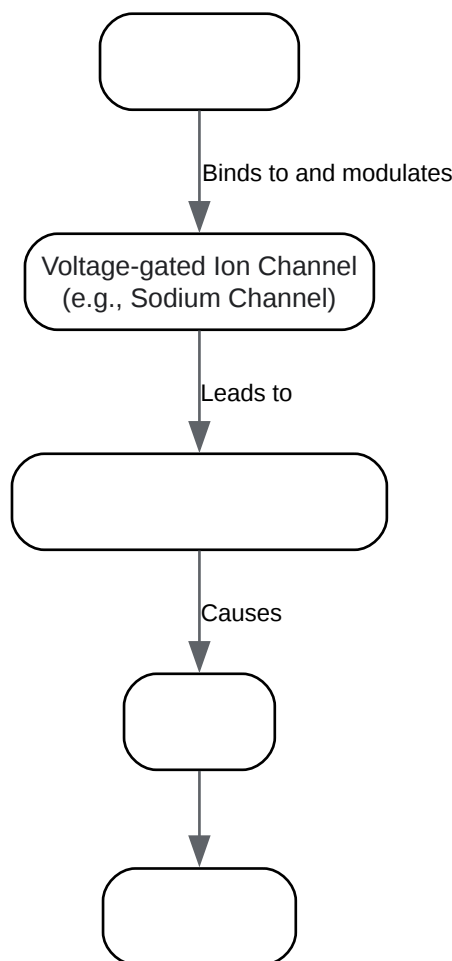 Binds to and modulates
Voltage-gated Ion Channel
(e.g., Sodium Channel)
Leads to
Causes